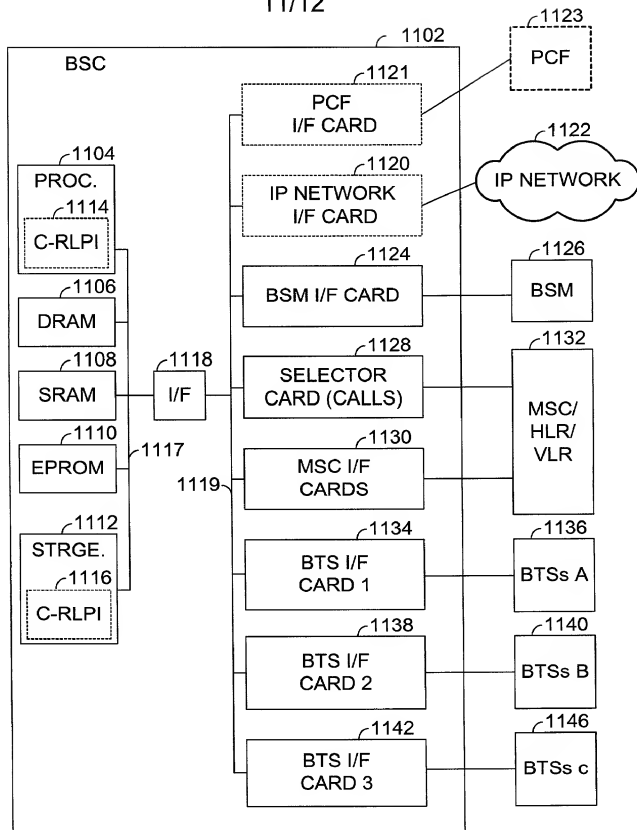 11/12
1102
BSC
1123
PCF
1121
PCF
I/F CARD
1122
IP NETWORK
1120
IP NETWORK
I/F CARD
1104
PROC.
1114
C-RLPI
1106
DRAM
1108
SRAM
1110
EPROM
1117
1112
STRGE.
1116
C-RLPI
1118
I/F
1119
1124
BSM I/F CARD
1126
BSM
1128
SELECTOR
CARD (CALLS)
1132
MSC/
HLR/
VLR
1130
MSC I/F
CARDS
1134
BTS I/F
CARD 1
1136
BTSs A
1138
BTS I/F
CARD 2
1140
BTSs B
1142
BTS I/F
CARD 3
1146
BTSs c